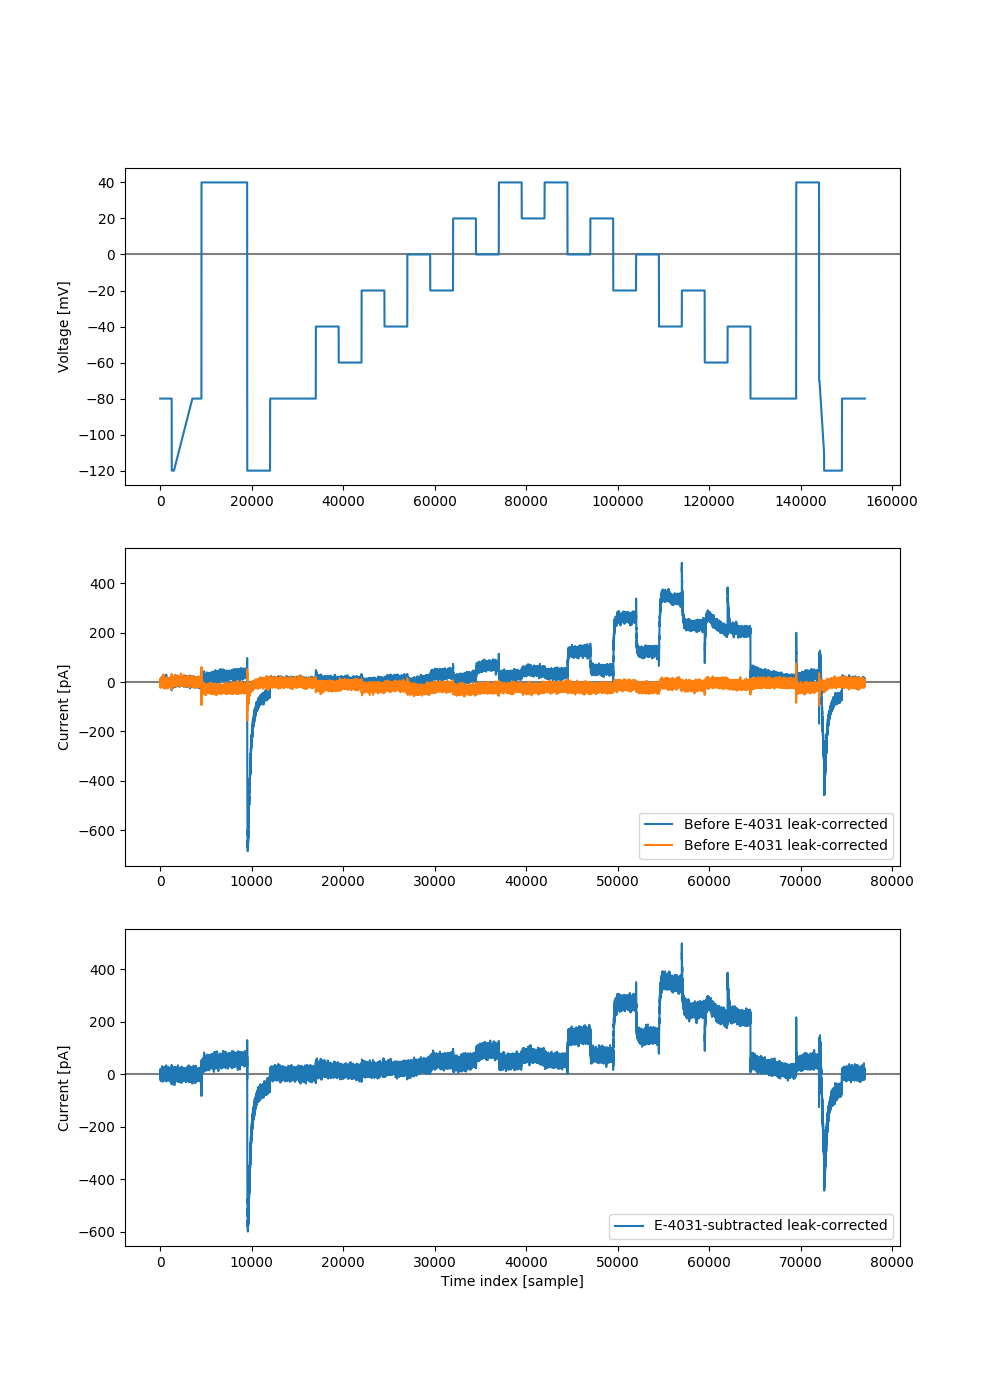 40
20
0
−20
−40
−60
−80
−100
−120
Voltage [mV]
0 20000 40000 60000 80000 100000 120000 140000 160000
400
200
0
−200
−400
−600
Current [pA]
Before E-4031 leak-corrected
Before E-4031 leak-corrected
0 10000 20000 30000 40000 50000 60000 70000 80000
400
200
0
−200
−400
−600
Current [pA]
E-4031-subtracted leak-corrected
0 10000 20000 30000 40000 50000 60000 70000 80000
Time index [sample]